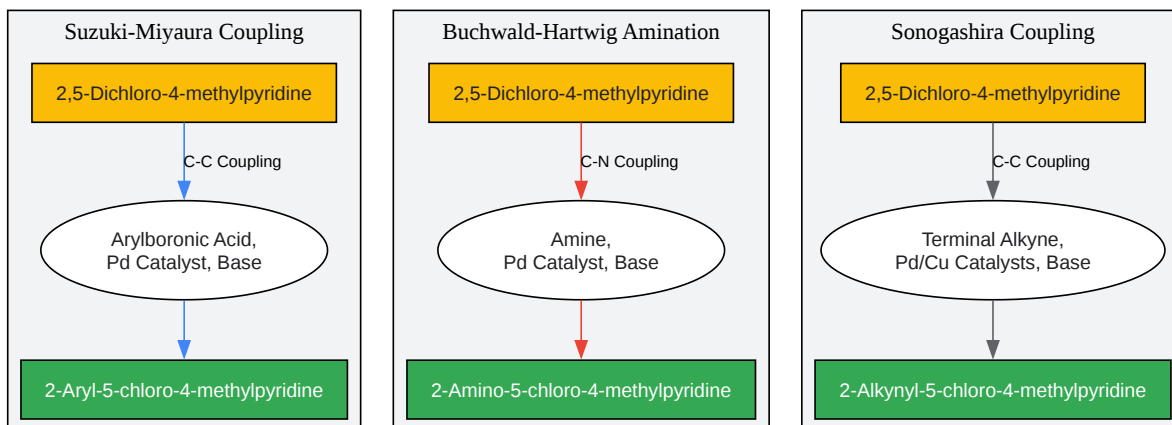 Suzuki-Miyaura Coupling
2,5-Dichloro-4-methylpyridine
C-C Coupling
Arylboronic Acid,
Pd Catalyst, Base
2-Aryl-5-chloro-4-methylpyridine
Buchwald-Hartwig Amination
2,5-Dichloro-4-methylpyridine
C-N Coupling
Amine,
Pd Catalyst, Base
2-Amino-5-chloro-4-methylpyridine
Sonogashira Coupling
2,5-Dichloro-4-methylpyridine
C-C Coupling
Terminal Alkyne,
Pd/Cu Catalysts, Base
2-Alkynyl-5-chloro-4-methylpyridine